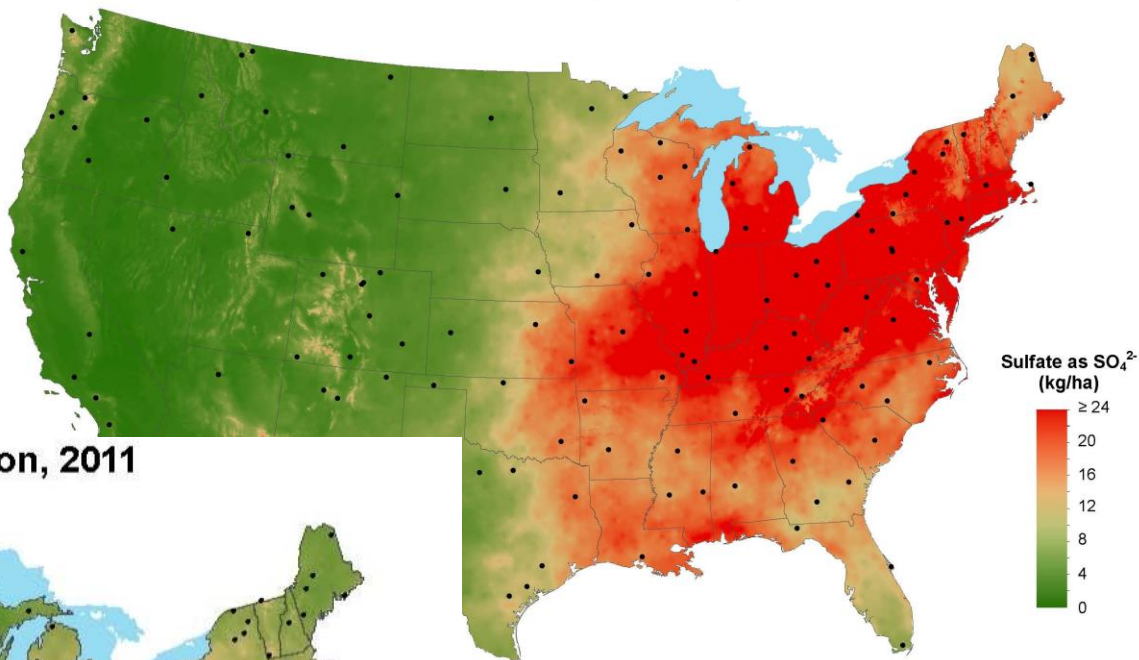 Sulfate as SO₄²⁻
(kg/ha)
≥ 24
20
16
12
8
4
0
on, 2011